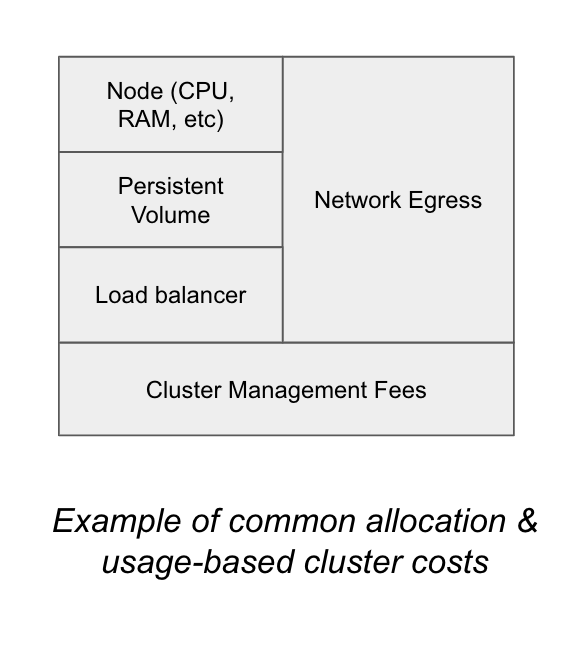 Node (CPU,
RAM, etc)
Persistent
Volume
Load balancer
Network Egress
Cluster Management Fees
Example of common allocation &
usage-based cluster costs